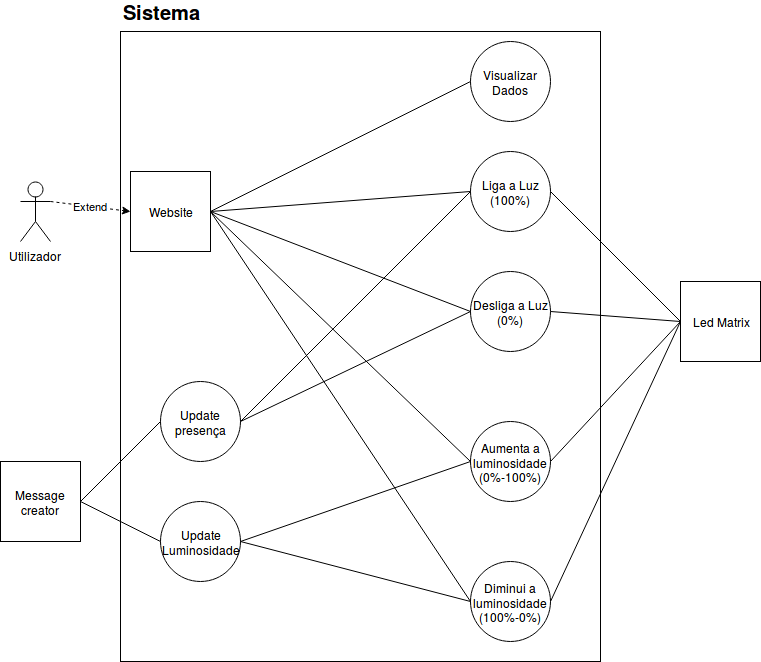 Sistema
Visualizar
Dados
Liga a Luz
(100%)
Extend
Website
Utilizador
Desliga a Luz
(0%)
Led Matrix
Update
presença
Aumenta a
luminosidade
(0%-100%)
Message
creator
Update
Luminosidade
Diminui a
luminosidade
(100%-0%)